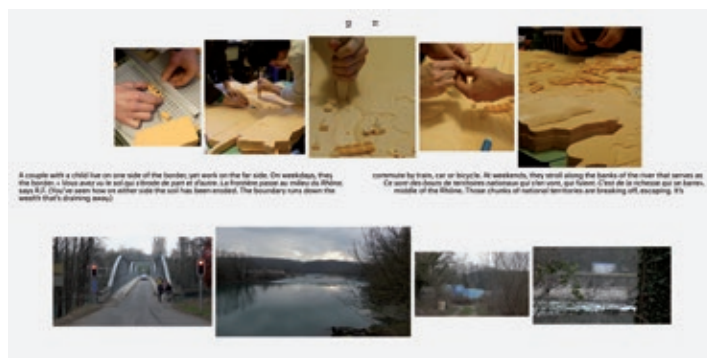 A couple with a child live on one side of the border, yet work on the far side. On weekdays, they commute by train, car or bicycle. At weekends, they stroll along the banks of the river that serves as
the border. « Vous avez vu le sol qui s'érode de part et d'autre. La frontière passe au milieu du Rhône. Ce sont des bouts de territoires nationaux qui s'en vont, qui fuient. C'est de la richesse qui se barre»,
says R.F. (You've seen how on either side the soil has been eroded. The boundary runs down the middle of the Rhône. Those chunks of national territories are breaking off, escaping. It's
wealth that's draining away)